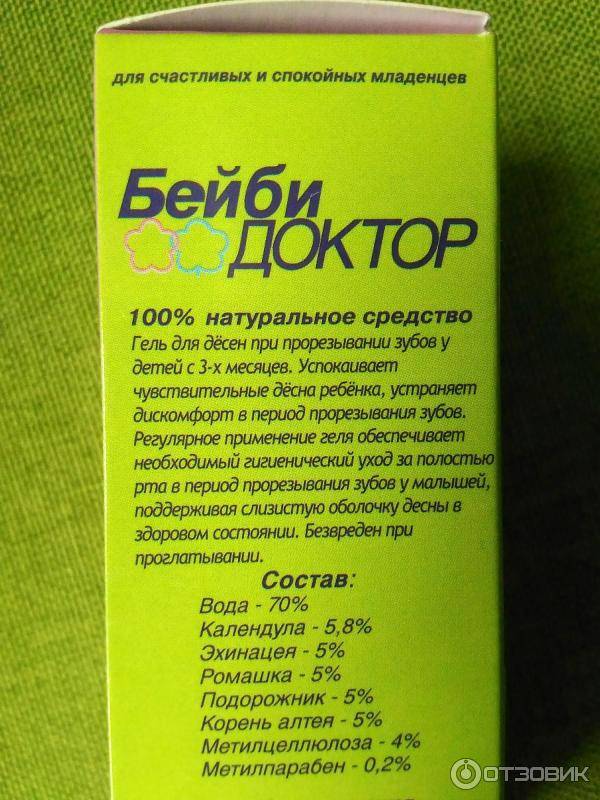 для счастливых и спокойных младенцев
Бейби
ДОКТОР
100% натуральное средство
Гель для дёсен при прорезывании зубов у
детей с 3-х месяцев. Успокаивает
чувствительные дёсна ребёнка, устраняет
дискомфорт в период прорезывания зубов.
Регулярное применение геля обеспечивает
необходимый гигиенический уход за полостью
рта в период прорезывания зубов у малышей,
поддерживая слизистую оболочку десны в
здоровом состоянии. Безвреден при
проглатывании.
Состав:
Вода - 70%
Календула - 5,8%
Эхинацея - 5%
Ромашка - 5%
Подорожник - 5%
Корень алтея - 5%
Метилцеллюлоза - 4%
Метилпарабен - 0,2%
ОТЗОВИК